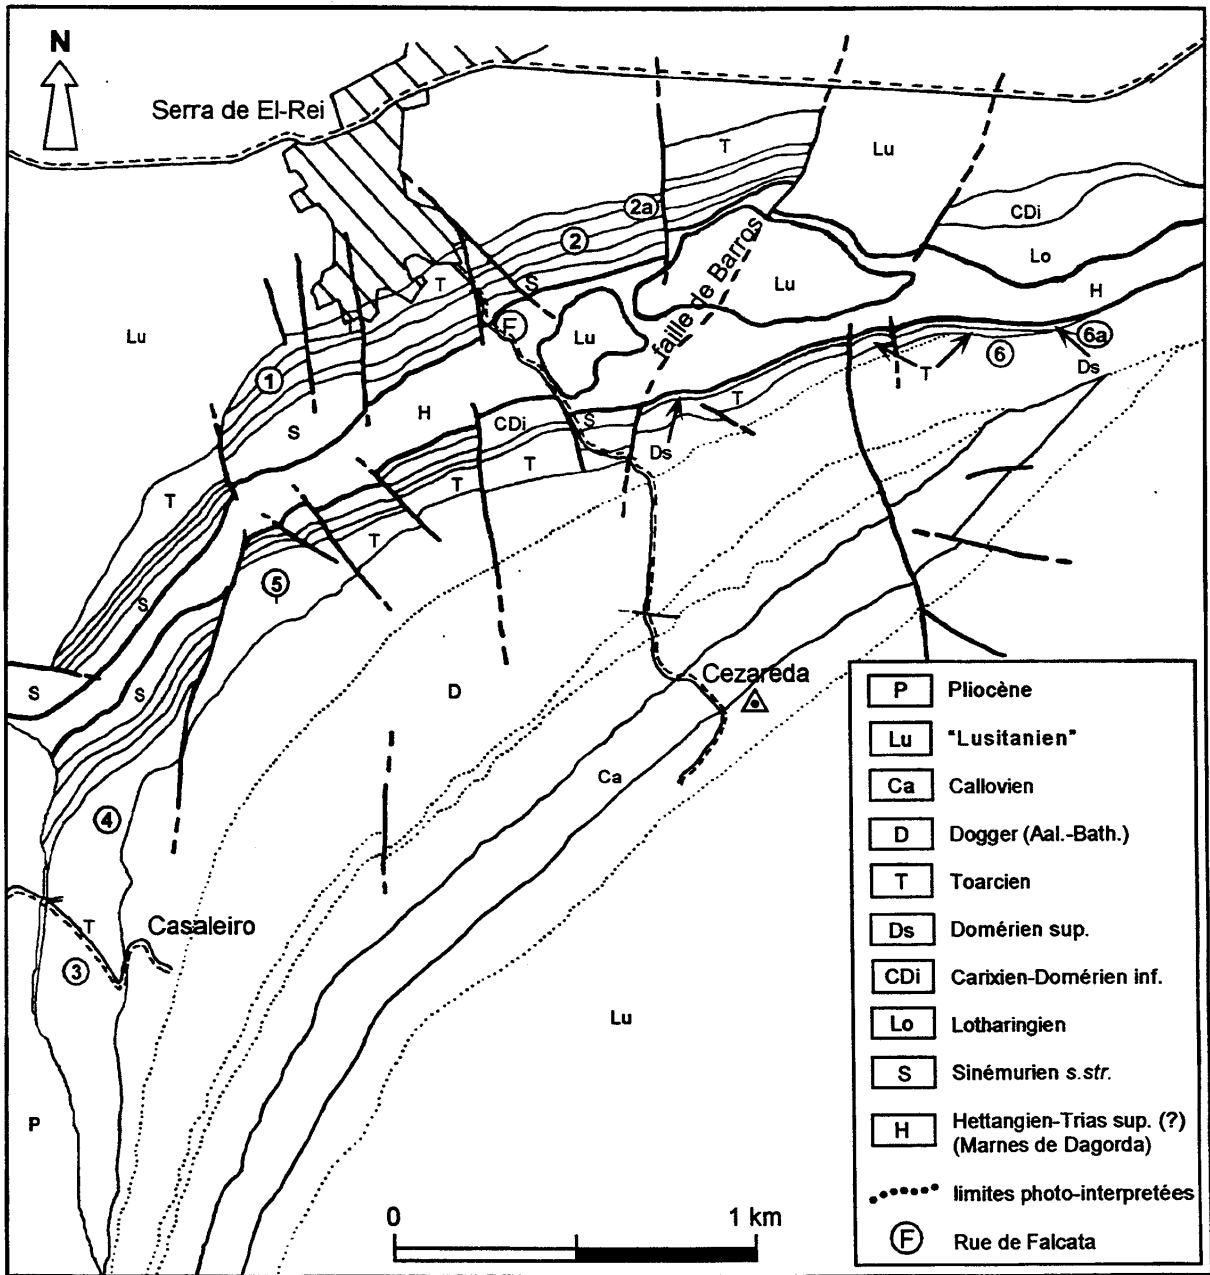 N
Serra de El-Rei
T
Lu
2a
CDi
2
Lo
S
T
faille de Barros
Lu
H
T
F
Lu
6a
Lu
6
1
T
Ds
H
S
CDi
S
T
Ds
T
T
T
T
5
S
S
S
D
Cezareda
Ca
4
T
Casaleiro
3
Lu
P
0
1 km
P Pliocène
Lu "Lusitanien"
Ca Callovien
D Dogger (Aal.-Bath.)
T Toarcien
Ds Domérien sup.
CDi Carixien-Domérien inf.
Lo Lotharingien
S Sinémurien s.str.
H Hettangien-Trias sup. (?)
(Marnes de Dagorda)
limites photo-interpretées
F Rue de Falcata